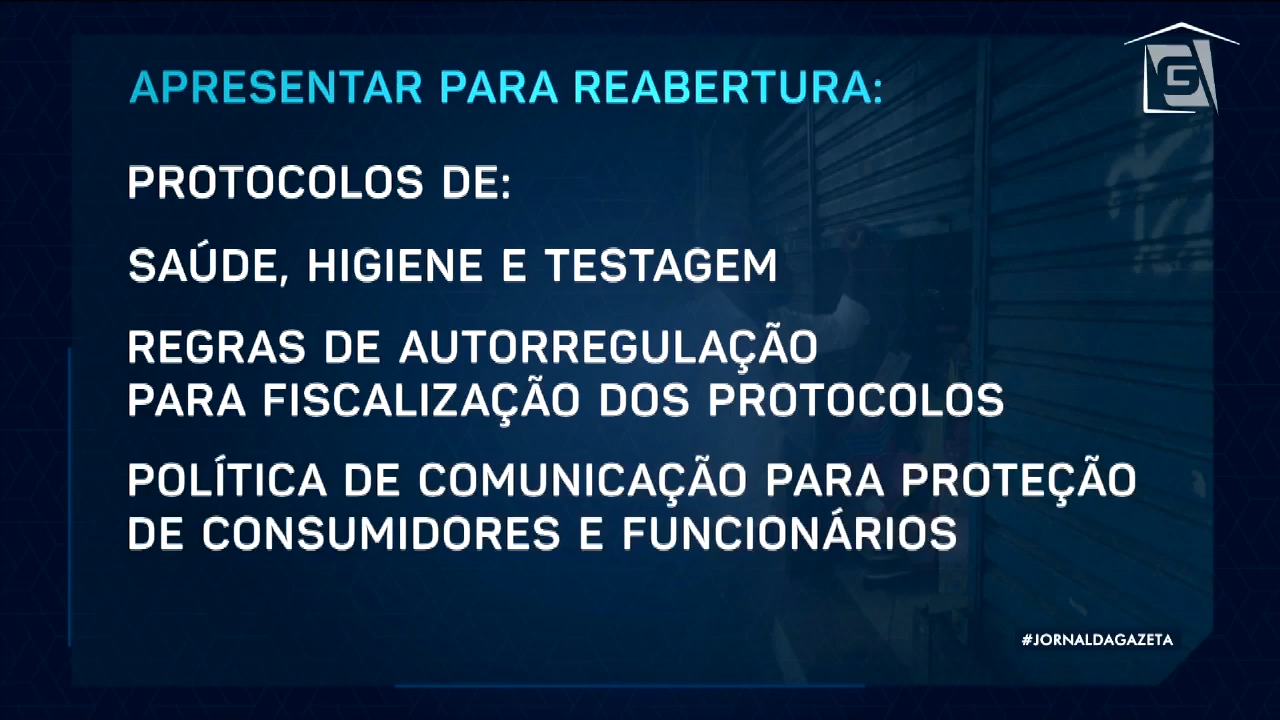 APRESENTAR PARA REABERTURA:
PROTOCOLOS DE:
SAÚDE, HIGIENE E TESTAGEM
REGRAS DE AUTORREGULAÇÃO
PARA FISCALIZAÇÃO DOS PROTOCOLOS
POLÍTICA DE COMUNICAÇÃO PARA PROTEÇÃO
DE CONSUMIDORES E FUNCIONÁRIOS
#JORNALDAGAZETA
G